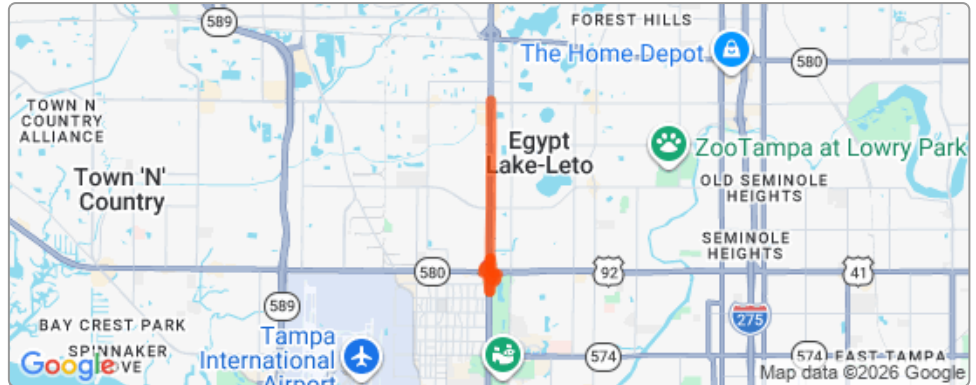 589
FOREST HILLS
The Home Depot
580
TOWN N
COUNTRY
ALLIANCE
Egypt
Lake-Leto
ZooTampa at Lowry Park
Town 'N'
Country
OLD SEMINOLE
HEIGHTS
SEMINOLE
HEIGHTS
580
92
41
589
275
BAY CREST PARK
Tampa
International
Airport
SPINNAKER
574
574
EAST TAMPA
Google
Map data ©2026 Google